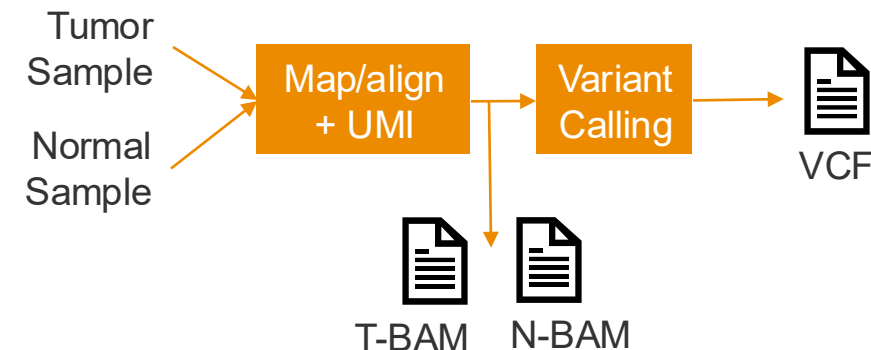 Tumor
Sample
Normal
Sample
Map/align
+ UMI
Variant
Calling
VCF
T-BAM
N-BAM